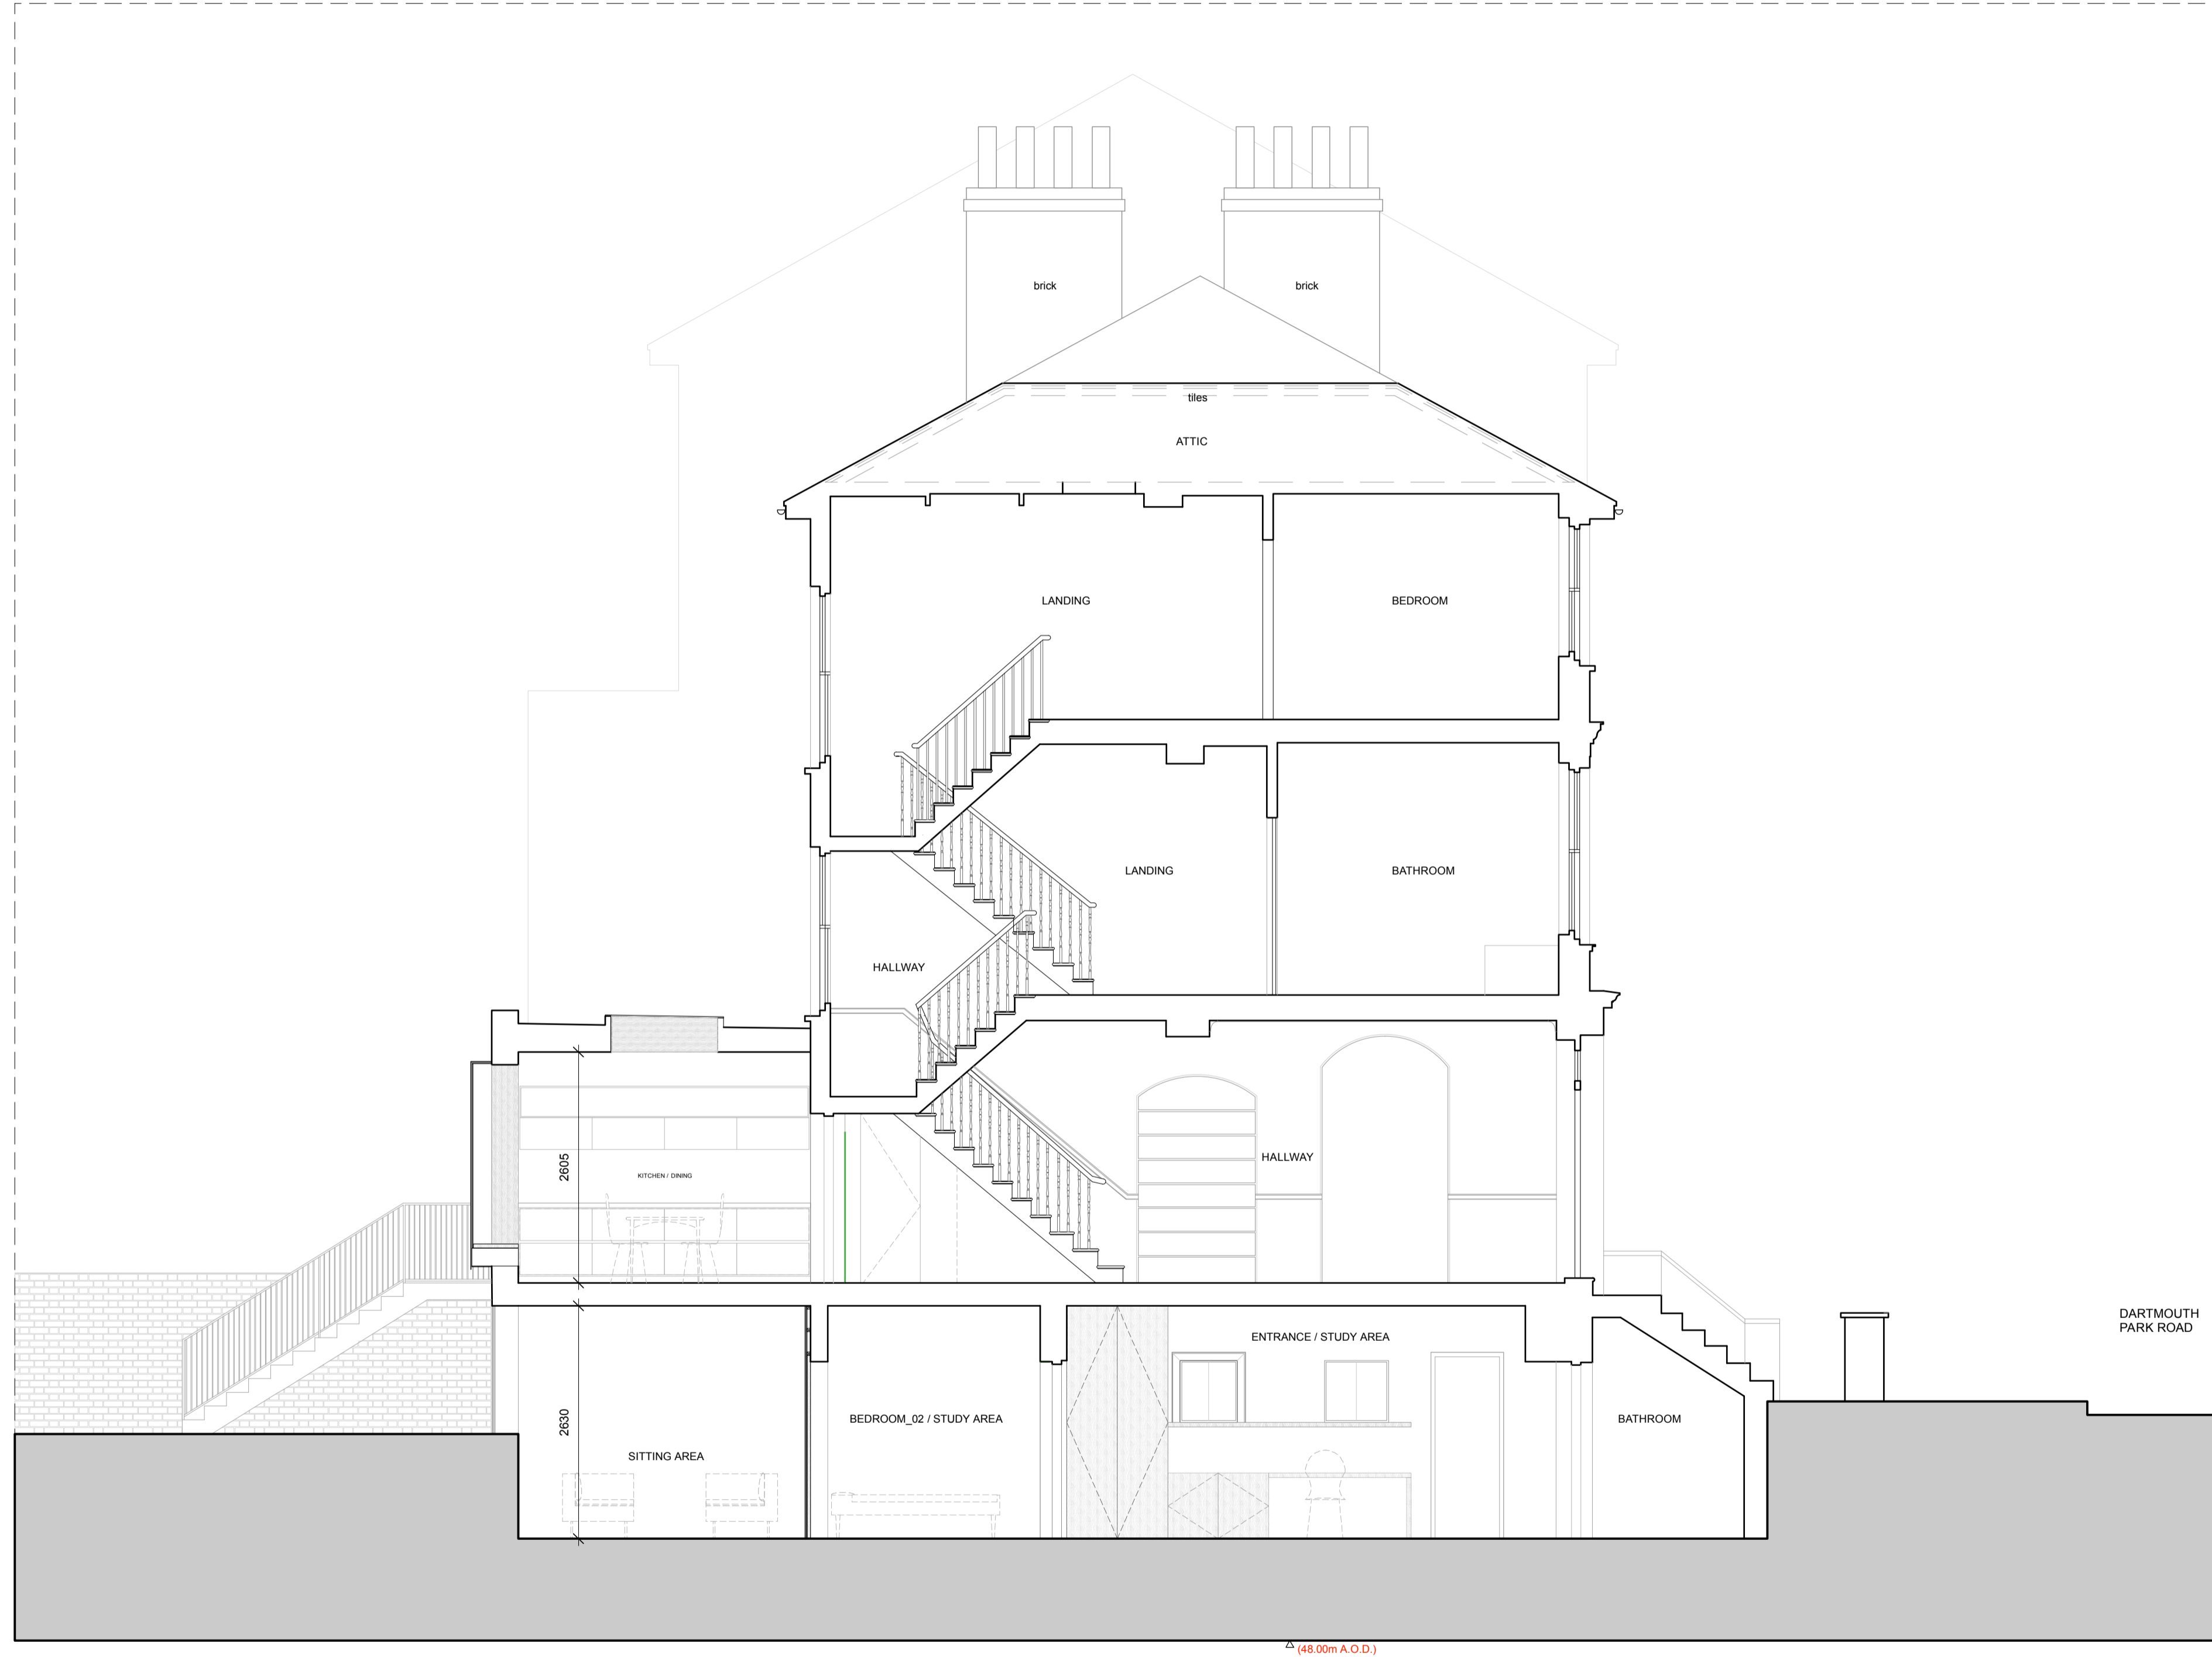 brick
brick
tiles
ATTIC
LANDING
BEDROOM
LANDING
BATHROOM
HALLWAY
2605
KITCHEN / DINING
HALLWAY
DARTMOUTH
PARK ROAD
ENTRANCE / STUDY AREA
2630
BEDROOM_02 / STUDY AREA
BATHROOM
SITTING AREA
(48.00m A.O.D.)